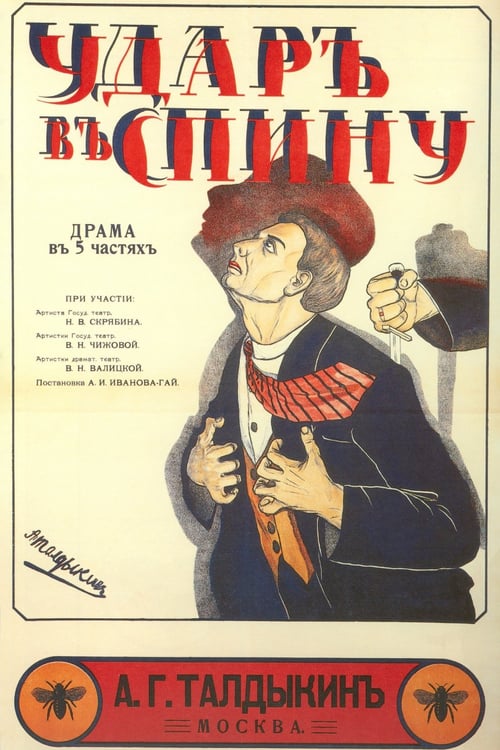 УДАРЪ
ВЪ СПИНУ
ДРАМА
въ 5 частяхъ
ПРИ УЧАСТІИ:
Артиста Госуд. театр.
Н. В. СКРЯБИНА.
Артистки Госуд. театр.
В. Н. ЧИЖОВОЙ.
Артистки драмат. театр.
В. Н. ВАЛИЦКОЙ.
Постановка А. И. ИВАНОВА-ГАЙ.
А. Талдыкин
А. Г. ТАЛДЫКИНЪ
МОСКВА.